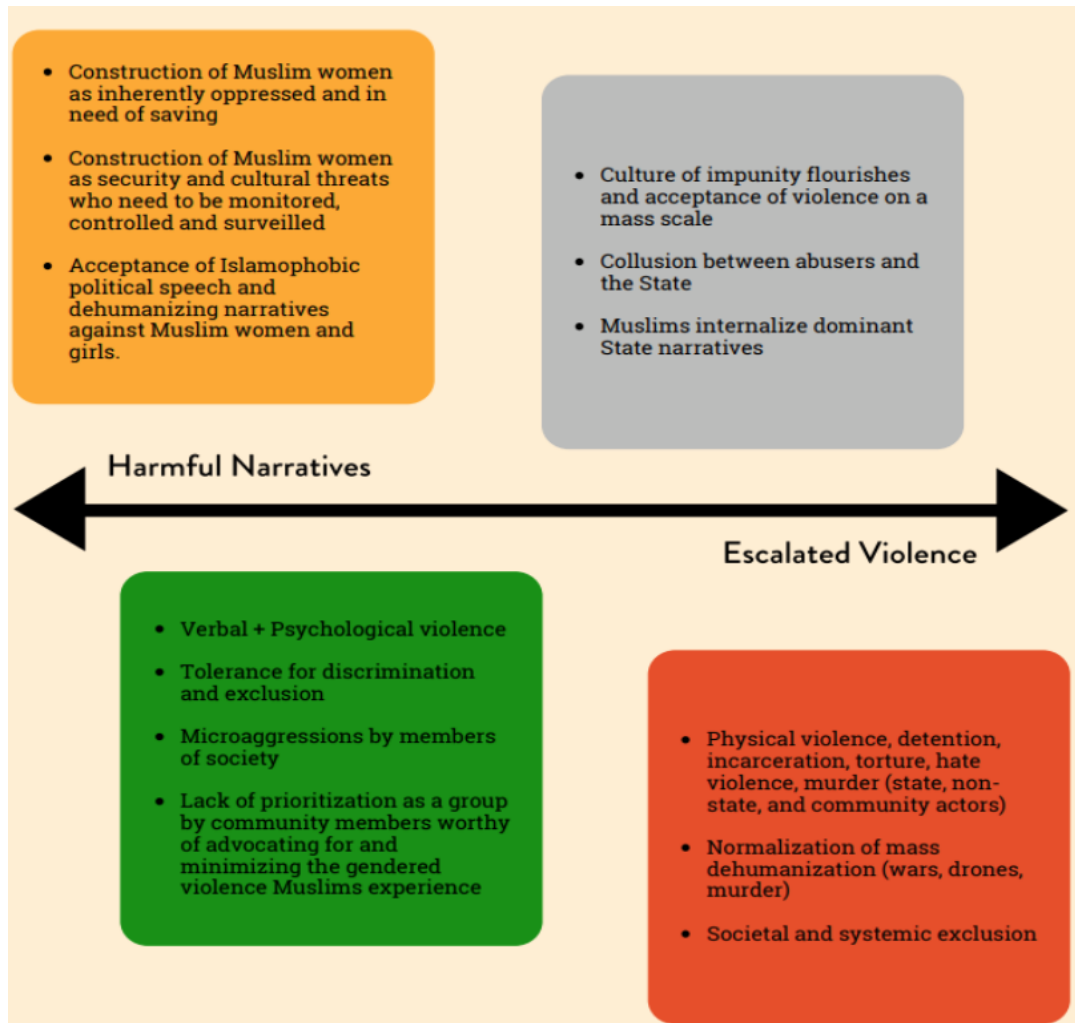 • Construction of Muslim women
as inherently oppressed and in
need of saving
• Construction of Muslim women
as security and cultural threats
who need to be monitored,
controlled and surveilled
• Acceptance of Islamophobic
political speech and
dehumanizing narratives
against Muslim women and
girls.
• Culture of impunity flourishes
and acceptance of violence on a
mass scale
• Collusion between abusers and
the State
• Muslims internalize dominant
State narratives
Harmful Narratives
Escalated Violence
• Verbal + Psychological violence
• Tolerance for discrimination
and exclusion
• Microaggressions by members
of society
• Lack of prioritization as a group
by community members worthy
of advocating for and
minimizing the gendered
violence Muslims experience
• Physical violence, detention,
incarceration, torture, hate
violence, murder (state, non-
state, and community actors)
• Normalization of mass
dehumanization (wars, drones,
murder)
• Societal and systemic exclusion